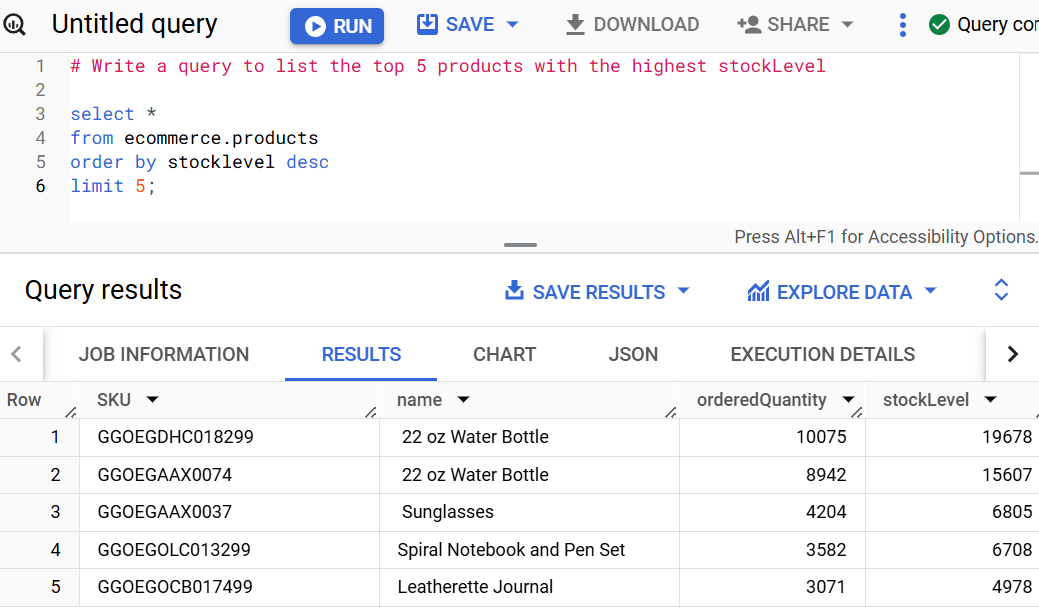 Untitled query RUN SAVE DOWNLOAD SHARE Query cor
1 # Write a query to list the top 5 products with the highest stockLevel
2
3 select *
4 from ecommerce.products
5 order by stocklevel desc
6 limit 5;
Press Alt+F1 for Accessibility Options.
Query results SAVE RESULTS EXPLORE DATA
JOB INFORMATION RESULTS CHART JSON EXECUTION DETAILS
Row SKU name orderedQuantity stockLevel
1 GGOEGDHC018299 22 oz Water Bottle 10075 19678
2 GGOEGAAX0074 22 oz Water Bottle 8942 15607
3 GGOEGAAX0037 Sunglasses 4204 6805
4 GGOEGOLC013299 Spiral Notebook and Pen Set 3582 6708
5 GGOEGOCB017499 Leatherette Journal 3071 4978